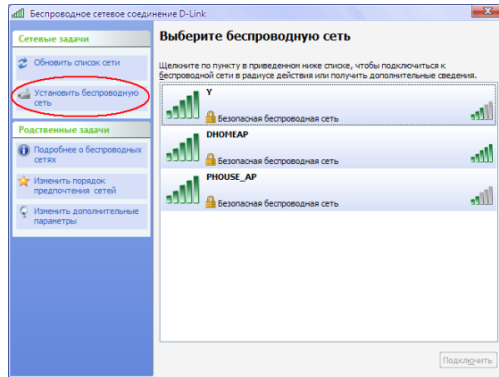 Беспроводное сетевое соединение D-Link
Сетевые задачи
Обновить список сети
Установить беспроводную
сеть
Родственные задачи
Подробнее о беспроводных
сетях
Изменить порядок
предпочтения сетей
Изменить дополнительные
параметры
Выберите беспроводную сеть
Щелкните по пункту в приведенном ниже списке, чтобы подключиться к
беспроводной сети в радиусе действия или получить дополнительные сведения.
Y
Безопасная беспроводная сеть
DHOMEAP
Безопасная беспроводная сеть
PHOUSE_AP
Безопасная беспроводная сеть
Подключить